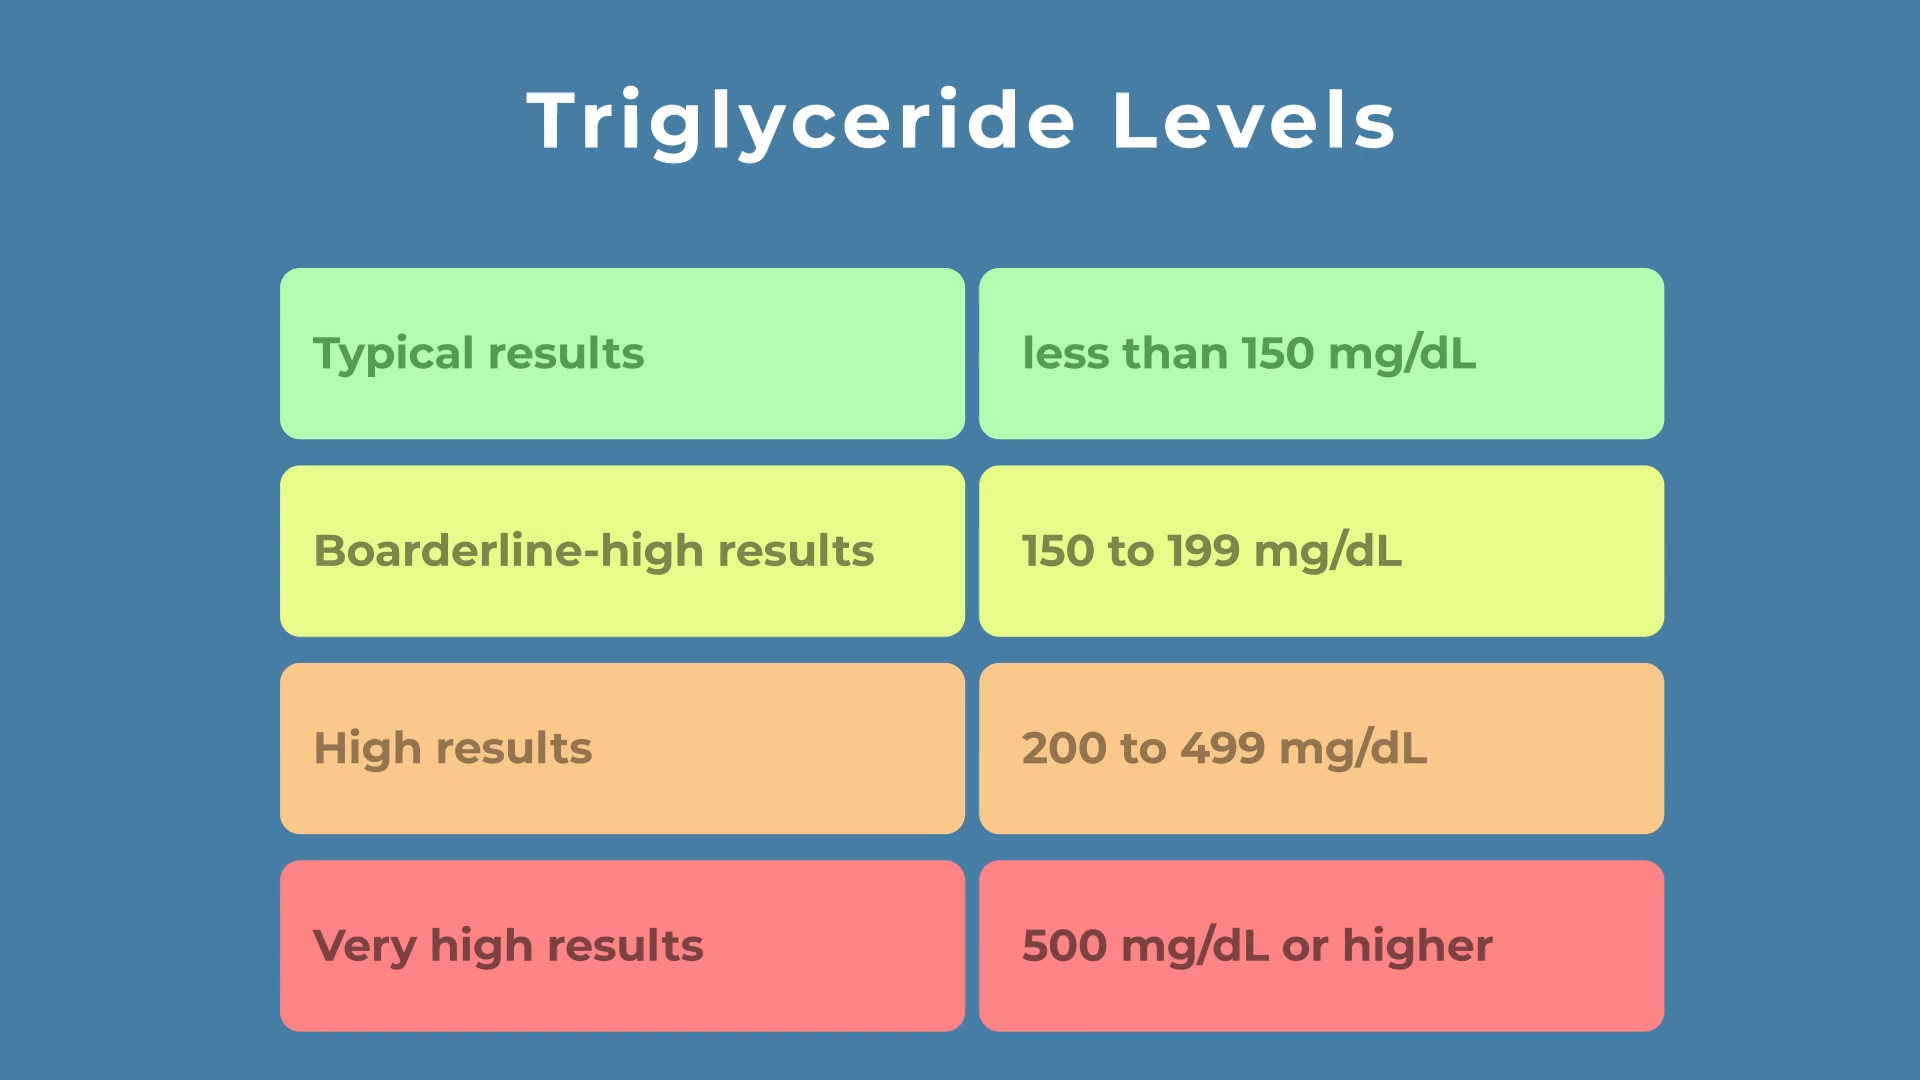 Triglyceride Levels
Typical results
less than 150 mg/dL
Boarderline-high results
150 to 199 mg/dL
High results
200 to 499 mg/dL
Very high results
500 mg/dL or higher